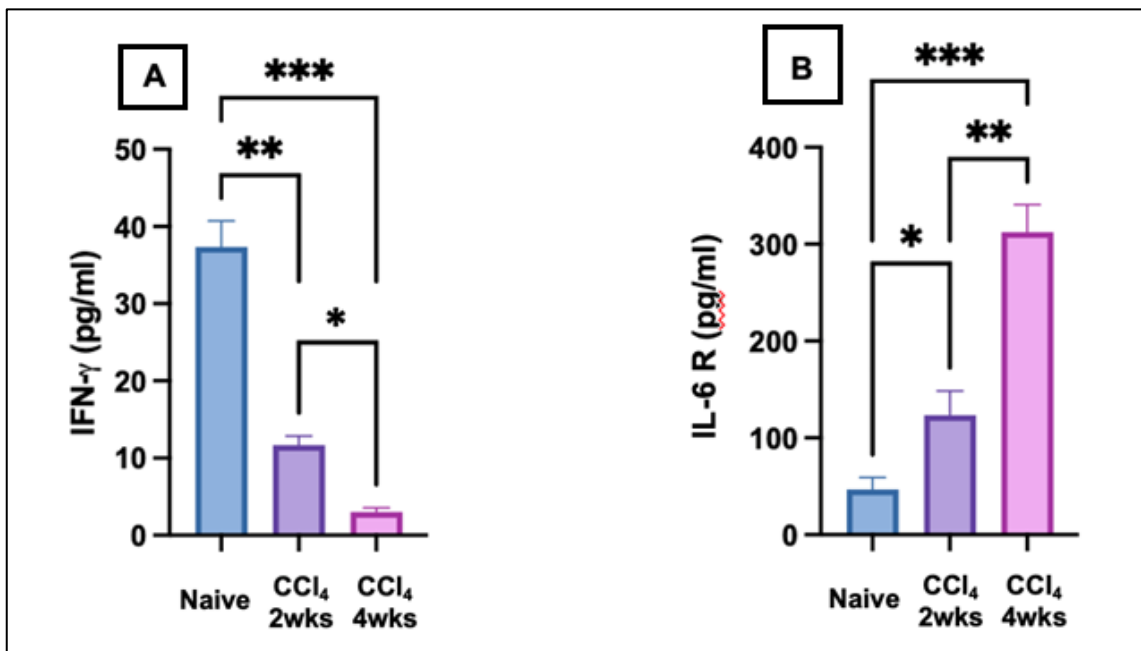 A
***
**
*
50
40
30
20
10
0
IFN-γ (pg/ml)
Naive
CCl₄
2wks
CCl₄
4wks
B
***
**
*
400
300
200
100
0
IL-6 R (pg/ml)
Naive
CCl₄
2wks
CCl₄
4wks